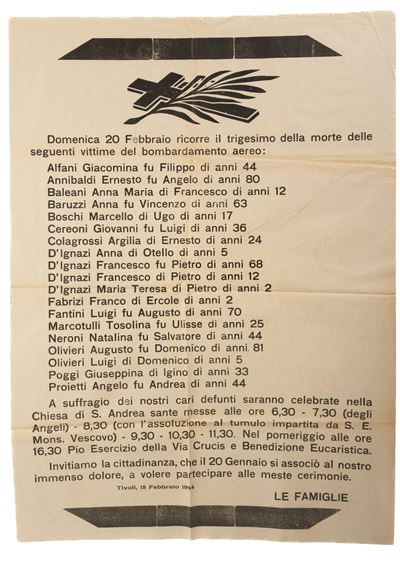 Domenica 20 Febbraio ricorre il trigesimo della morte delle
seguenti vittime del bombardamento aereo:
Alfani Giacomina fu Filippo di anni 44
Annibaldi Ernesto fu Angelo di anni 80
Baleani Anna Maria di Francesco di anni 12
Baruzzi Anna fu Vincenzo di anni 63
Boschi Marcello di Ugo di anni 17
Cereoni Giovanni fu Luigi di anni 36
Colagrossi Argilia di Ernesto di anni 24
D'Ignazi Anna di Otello di anni 5
D'Ignazi Francesco fu Pietro di anni 68
D'Ignazi Francesco di Pietro di anni 12
D'Ignazi Maria Teresa di Pietro di anni 2
Fabrizi Franco di Ercole di anni 2
Fantini Luigi fu Augusto di anni 70
Marcotulli Tosolina fu Ulisse di anni 25
Neroni Natalina fu Salvatore di anni 44
Olivieri Augusto fu Domenico di anni 81
Olivieri Luigi di Domenico di anni 5
Poggi Giuseppina di Igino di anni 33
Proietti Angelo fu Andrea di anni 44
A suffragio dei nostri cari defunti saranno celebrate nella
Chiesa di S. Andrea sante messe alle ore 6,30 - 7,30 (degli
Angeli) - 8,30 (con l'assoluzione al tumulo impartita da S. E.
Mons. Vescovo) - 9,30 - 10,30 - 11,30. Nel pomeriggio alle ore
16,30 Pio Esercizio della Via Crucis e Benedizione Eucaristica.
Invitiamo la cittadinanza, che il 20 Gennaio si associò al nostro
immenso dolore, a volere partecipare alle meste cerimonie.
Tivoli, 18 Febbraio 1944
LE FAMIGLIE